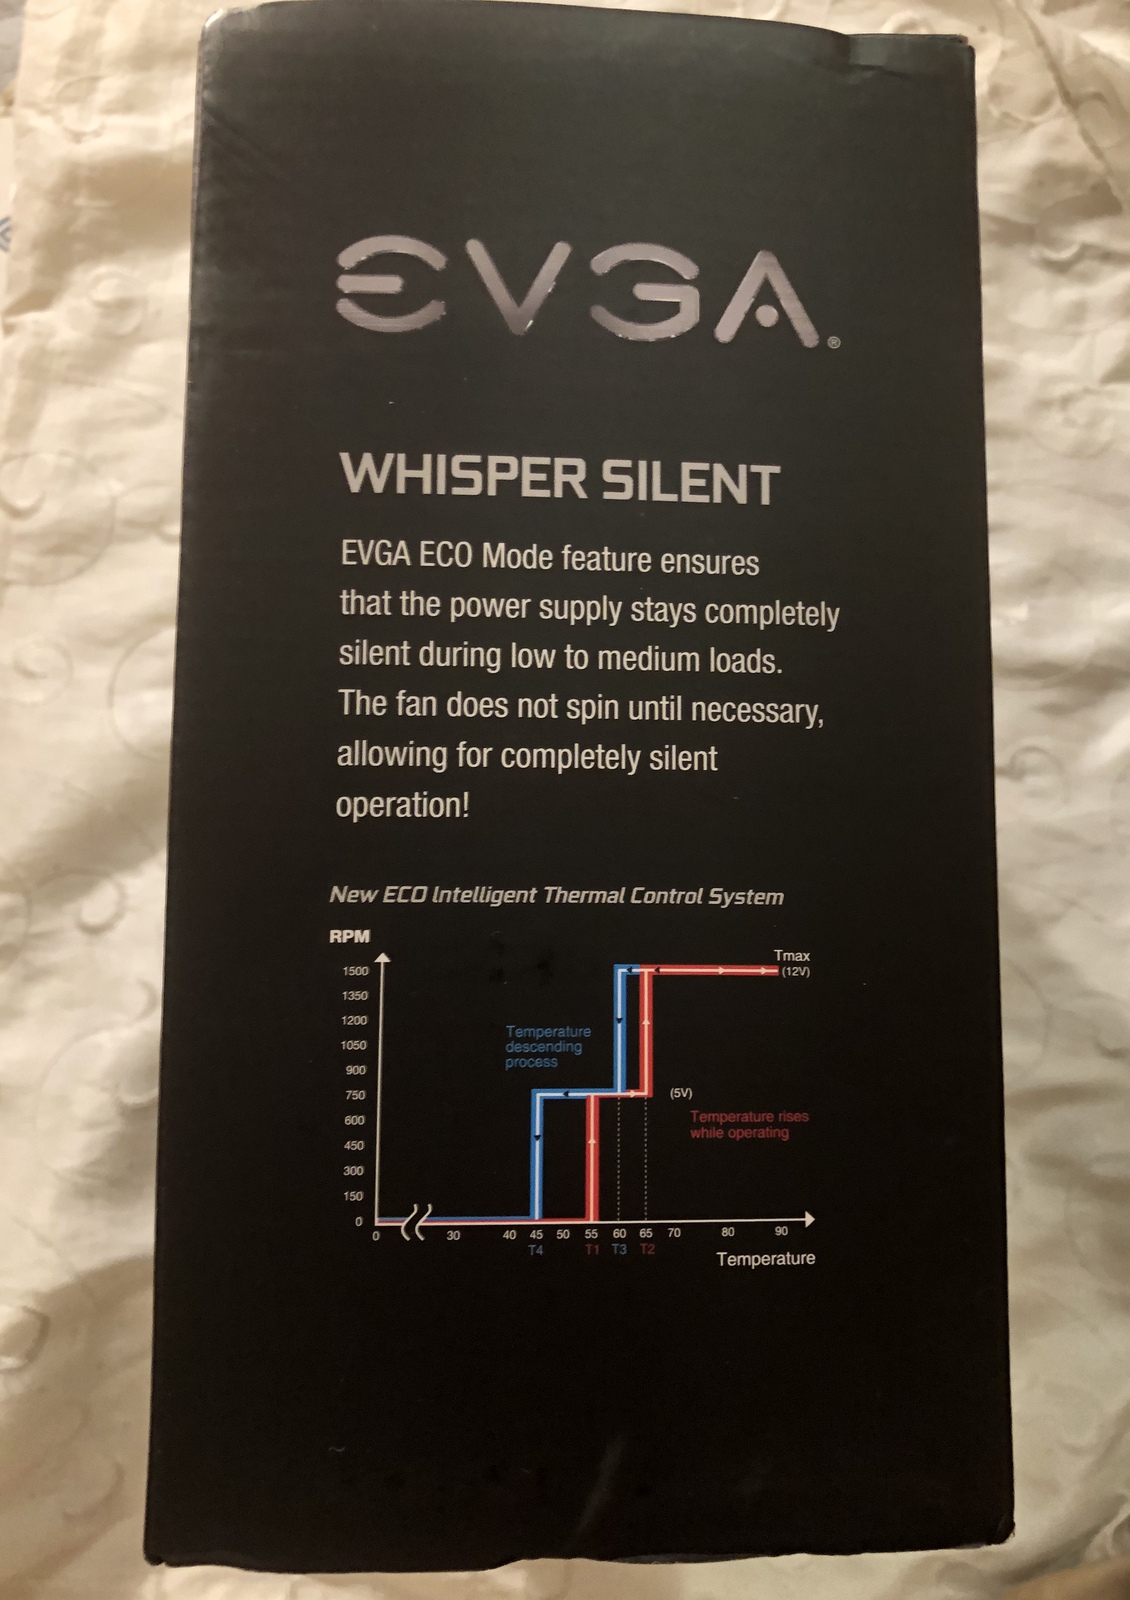 EVGA®
WHISPER SILENT
EVGA ECO Mode feature ensures
that the power supply stays completely
silent during low to medium loads.
The fan does not spin until necessary,
allowing for completely silent
operation!
New ECO Intelligent Thermal Control System
RPM
Tmax
1500 (12V)
1350
1200
Temperature
1050 descending
process
900
750 (5V)
600 Temperature rises
while operating
450
300
150
0
0 30 40 45 50 55 60 65 70 80 90
T4 T1 T3 T2
Temperature